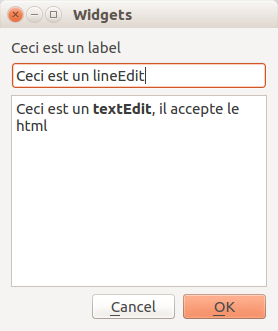 Widgets
Ceci est un label
Ceci est un lineEdit
Ceci est un textEdit, il accepte le
html
Cancel
OK